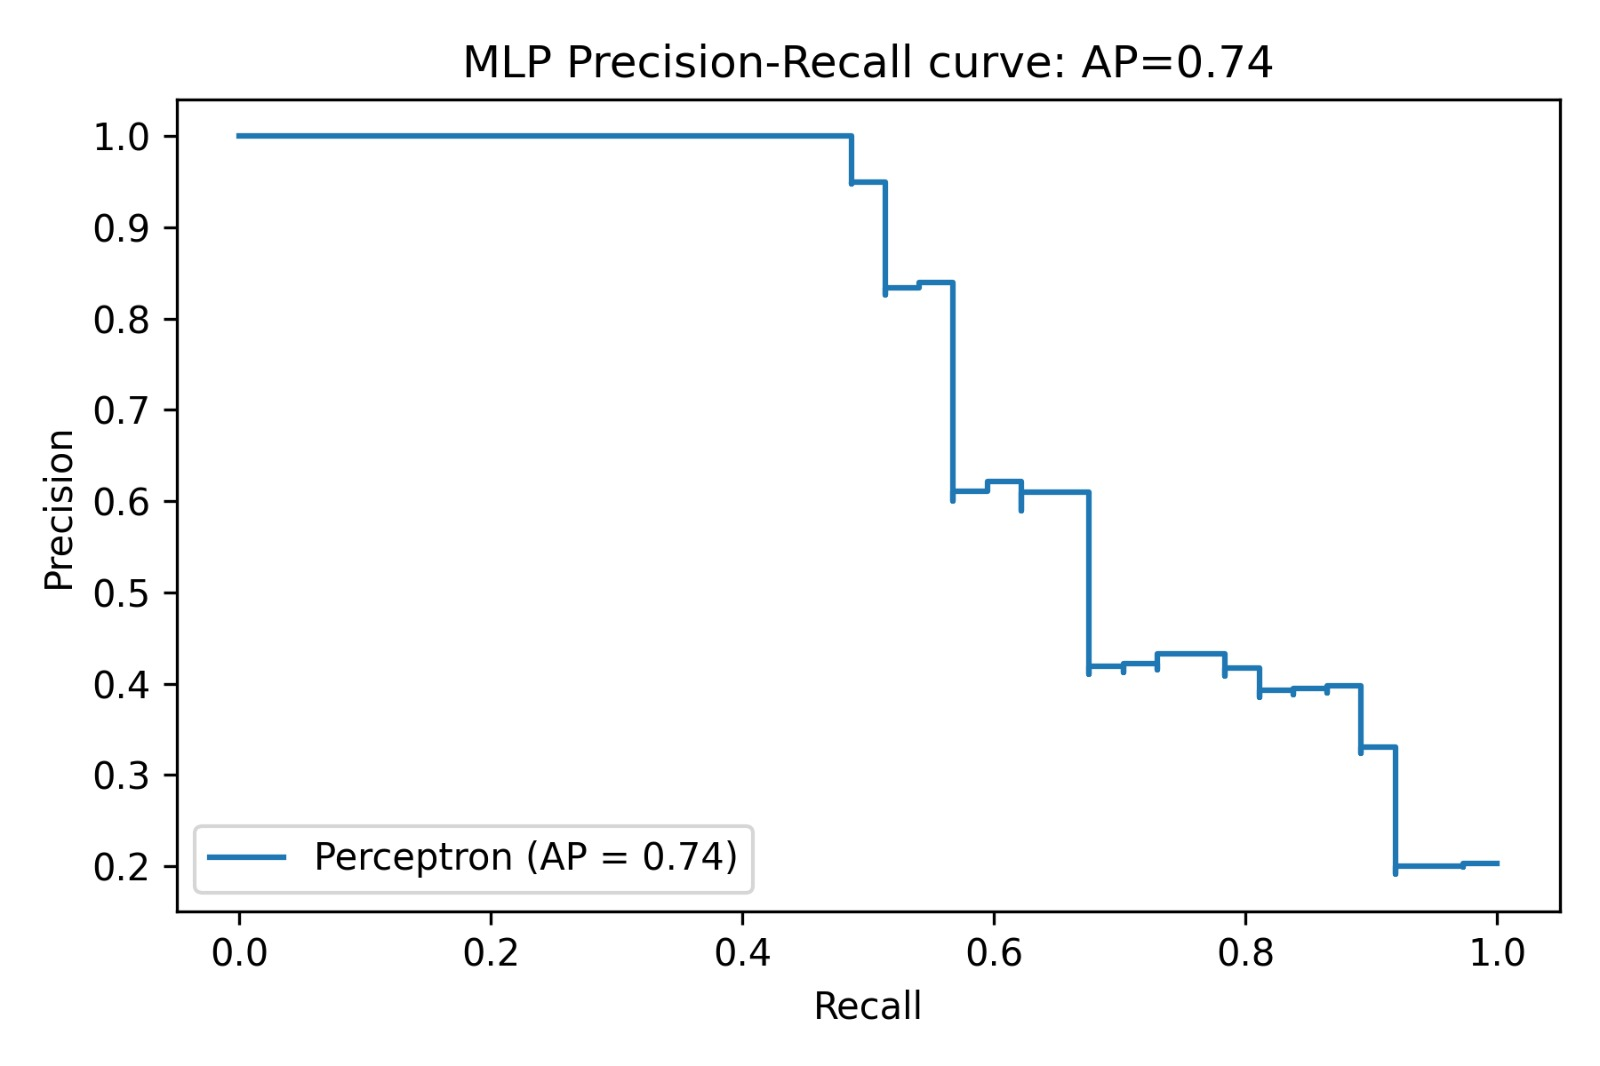 MLP Precision-Recall curve: AP=0.74
1.0
0.9
0.8
0.7
0.6
0.5
0.4
0.3
0.2
Precision
Perceptron (AP = 0.74)
0.0 0.2 0.4 0.6 0.8 1.0
Recall